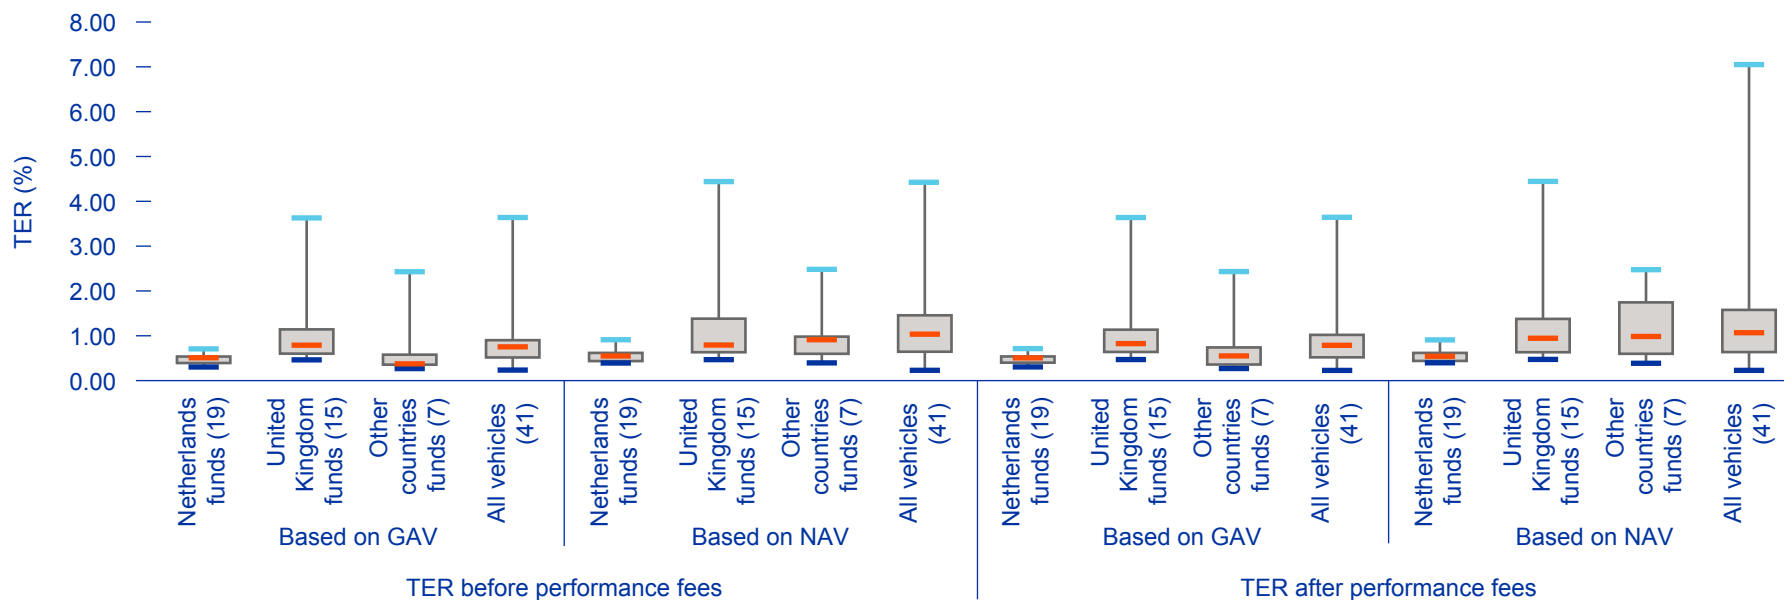 TER (%)
8.00
7.00
6.00
5.00
4.00
3.00
2.00
1.00
0.00
Netherlands
funds (19)
United
Kingdom
funds (15)
Other
countries
funds (7)
All vehicles
(41)
Netherlands
funds (19)
United
Kingdom
funds (15)
Other
countries
funds (7)
All vehicles
(41)
Netherlands
funds (19)
United
Kingdom
funds (15)
Other
countries
funds (7)
All vehicles
(41)
Netherlands
funds (19)
United
Kingdom
funds (15)
Other
countries
funds (7)
All vehicles
(41)
Based on GAV
Based on NAV
Based on GAV
Based on NAV
TER before performance fees
TER after performance fees